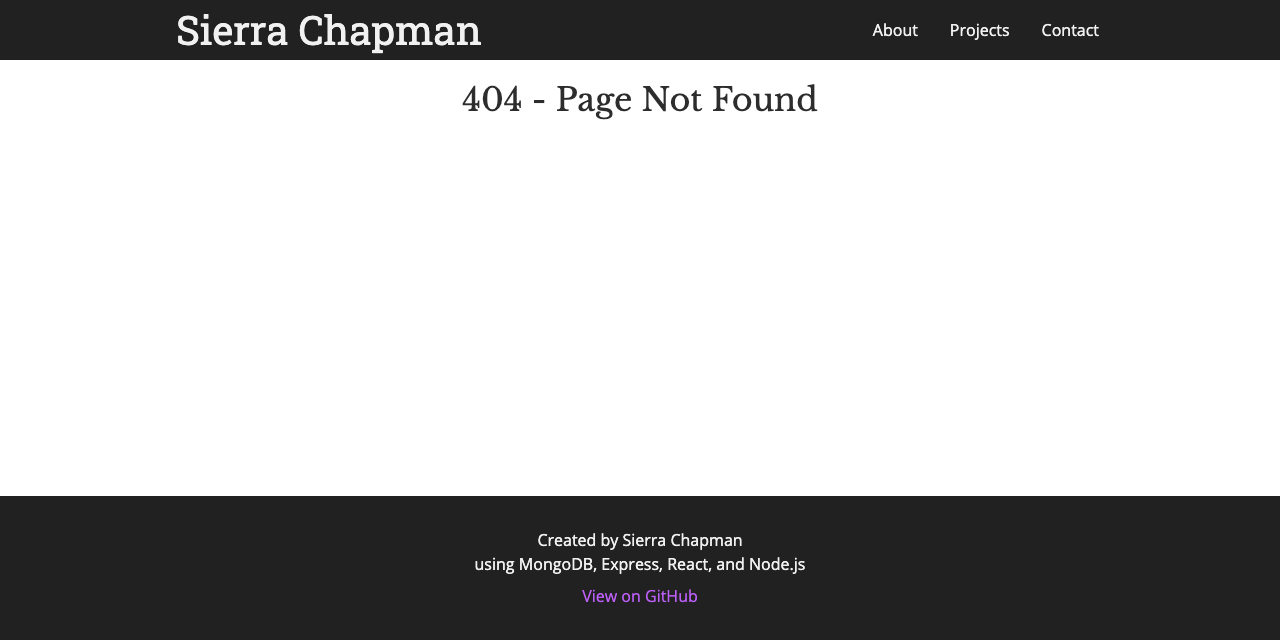 Sierra Chapman
About Projects Contact
404 - Page Not Found
Created by Sierra Chapman
using MongoDB, Express, React, and Node.js
View on GitHub